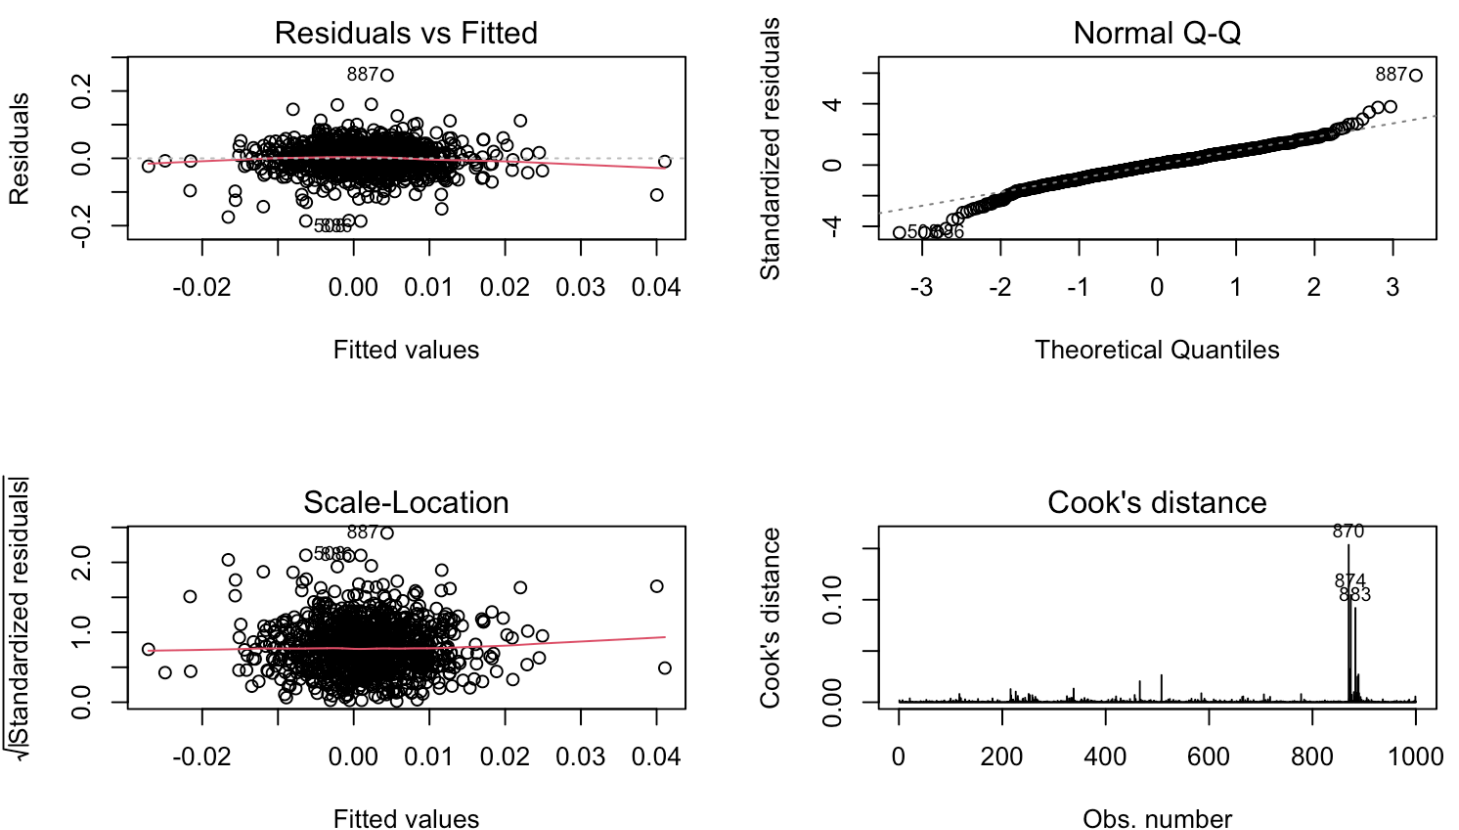 Residuals vs Fitted
887
Residuals
-0.2 0.0 0.2
-0.02 0.00 0.01 0.02 0.03 0.04
Fitted values
Normal Q-Q
887
Standardized residuals
-4 0 4
-3 -2 -1 0 1 2 3
Theoretical Quantiles
Scale-Location
887
√|Standardized residuals|
0.0 1.0 2.0
-0.02 0.00 0.01 0.02 0.03 0.04
Fitted values
Cook's distance
870
874
883
Cook's distance
0.00 0.10
0 200 400 600 800 1000
Obs. number